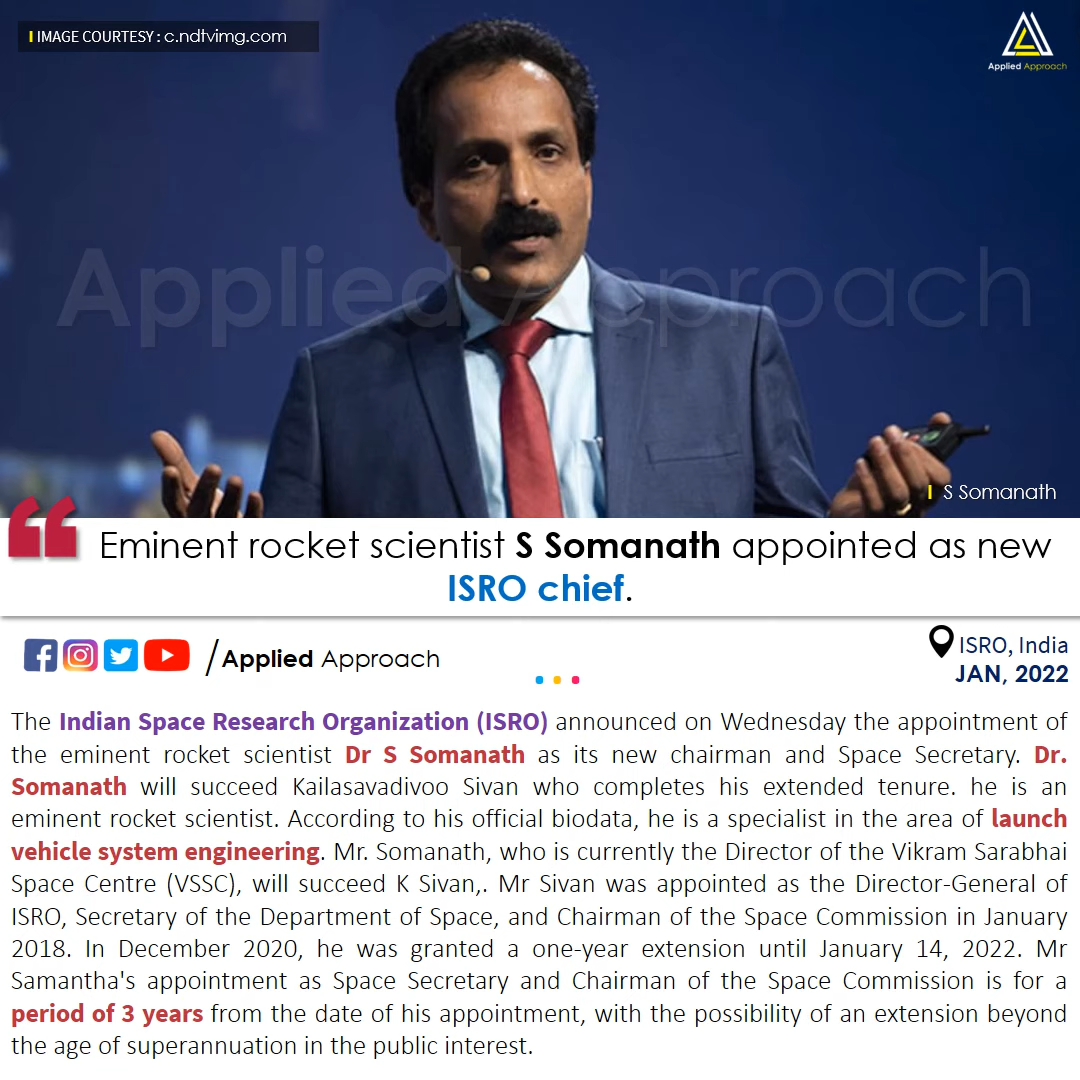 IMAGE COURTESY : c.ndtvimg.com
Applied Approach
Applied Approach
S Somanath
Eminent rocket scientist S Somanath appointed as new
ISRO chief.
/Applied Approach
ISRO, India
JAN, 2022
The Indian Space Research Organization (ISRO) announced on Wednesday the appointment of
the eminent rocket scientist Dr S Somanath as its new chairman and Space Secretary. Dr.
Somanath will succeed Kailasavadivoo Sivan who completes his extended tenure. he is an
eminent rocket scientist. According to his official biodata, he is a specialist in the area of launch
vehicle system engineering. Mr. Somanath, who is currently the Director of the Vikram Sarabhai
Space Centre (VSSC), will succeed K Sivan,. Mr Sivan was appointed as the Director-General of
ISRO, Secretary of the Department of Space, and Chairman of the Space Commission in January
2018. In December 2020, he was granted a one-year extension until January 14, 2022. Mr
Samantha's appointment as Space Secretary and Chairman of the Space Commission is for a
period of 3 years from the date of his appointment, with the possibility of an extension beyond
the age of superannuation in the public interest.